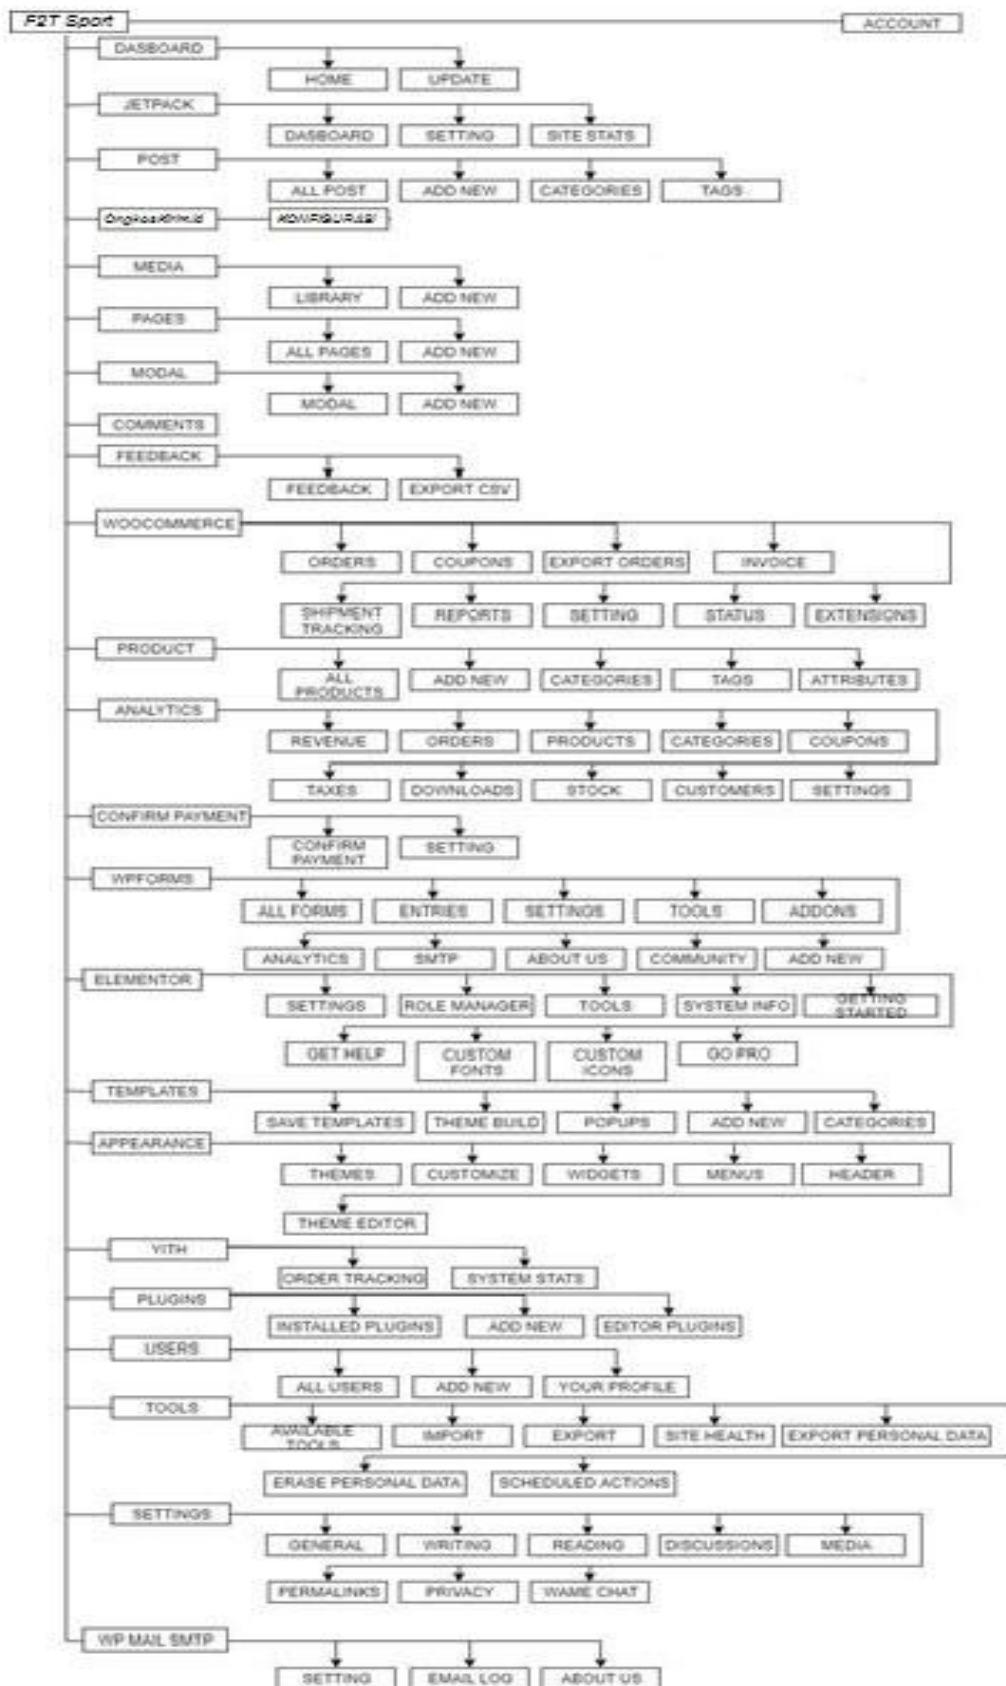 F2T Sport
ACCOUNT
DASBOARD
HOME
UPDATE
JETPACK
DASBOARD
SETTING
SITE STATS
POST
ALL POST
ADD NEW
CATEGORIES
TAGS
OngkosKirim.id
KONFIGURASI
MEDIA
LIBRARY
ADD NEW
PAGES
ALL PAGES
ADD NEW
MODAL
MODAL
ADD NEW
COMMENTS
FEEDBACK
FEEDBACK
EXPORT CSV
WOOCOMMERCE
ORDERS
COUPONS
EXPORT ORDERS
INVOICE
SHIPMENT
TRACKING
REPORTS
SETTING
STATUS
EXTENSIONS
PRODUCT
ALL
PRODUCTS
ADD NEW
CATEGORIES
TAGS
ATTRIBUTES
ANALYTICS
REVENUE
ORDERS
PRODUCTS
CATEGORIES
COUPONS
TAXES
DOWNLOADS
STOCK
CUSTOMERS
SETTINGS
CONFIRM PAYMENT
CONFIRM
PAYMENT
SETTING
WPFORMS
ALL FORMS
ENTRIES
SETTINGS
TOOLS
ADDONS
ANALYTICS
SMTP
ABOUT US
COMMUNITY
ADD NEW
ELEMENTOR
SETTINGS
ROLE MANAGER
TOOLS
SYSTEM INFO
GETTING
STARTED
GET HELP
CUSTOM
FONTS
CUSTOM
ICONS
GO PRO
TEMPLATES
SAVE TEMPLATES
THEME BUILD
POPUPS
ADD NEW
CATEGORIES
APPEARANCE
THEMES
CUSTOMIZE
WIDGETS
MENUS
HEADER
THEME EDITOR
YITH
ORDER TRACKING
SYSTEM STATS
PLUGINS
INSTALLED PLUGINS
ADD NEW
EDITOR PLUGINS
USERS
ALL USERS
ADD NEW
YOUR PROFILE
TOOLS
AVAILABLE
TOOLS
IMPORT
EXPORT
SITE HEALTH
EXPORT PERSONAL DATA
ERASE PERSONAL DATA
SCHEDULED ACTIONS
SETTINGS
GENERAL
WRITING
READING
DISCUSSIONS
MEDIA
PERMALINKS
PRIVACY
WAME CHAT
WP MAIL SMTP
SETTING
EMAIL LOG
ABOUT US